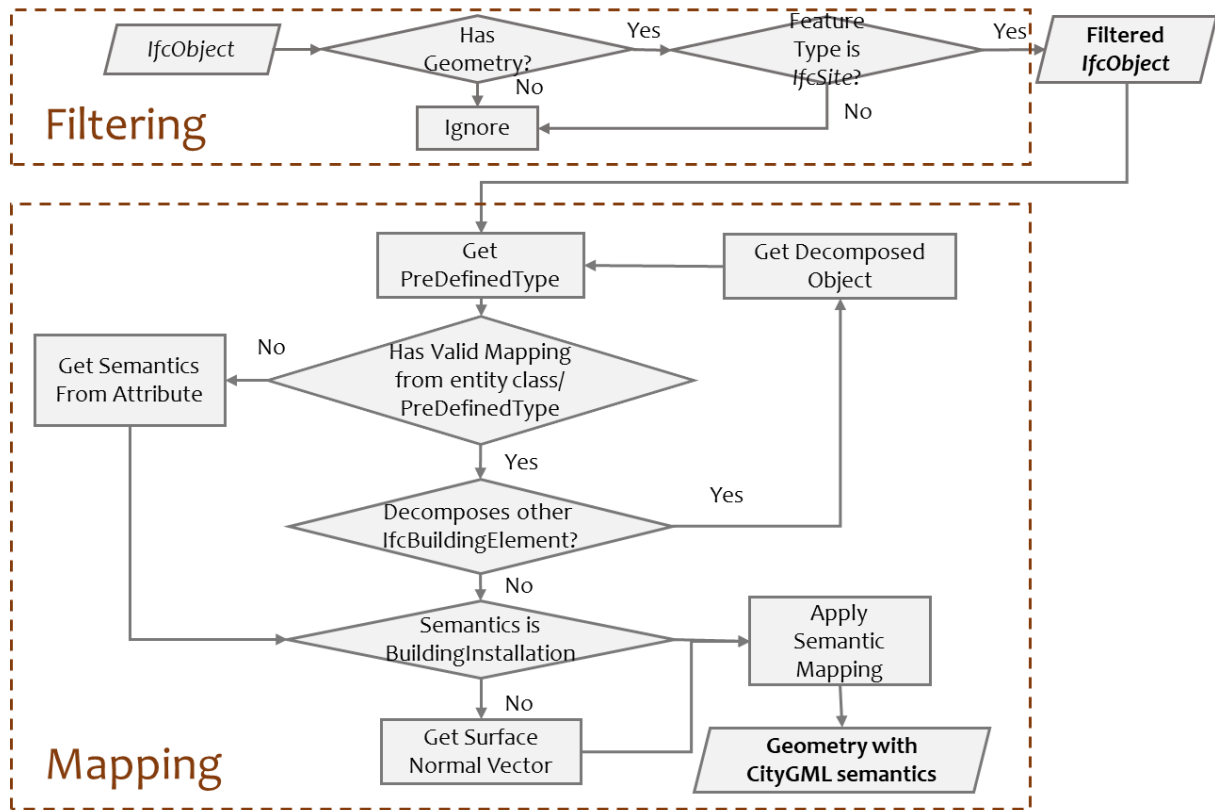 IfcObject
Has
Geometry?
Yes
Feature
Type is
IfcSite?
Yes
Filtered
IfcObject
No
Ignore
No
Filtering
Get
PreDefinedType
Get Decomposed
Object
Get Semantics
From Attribute
No
Has Valid Mapping
from entity class/
PreDefinedType
Yes
Decomposes other
IfcBuildingElement?
Yes
No
Semantics is
BuildingInstallation
Apply
Semantic
Mapping
No
Get Surface
Normal Vector
Geometry with
CityGML semantics
Mapping